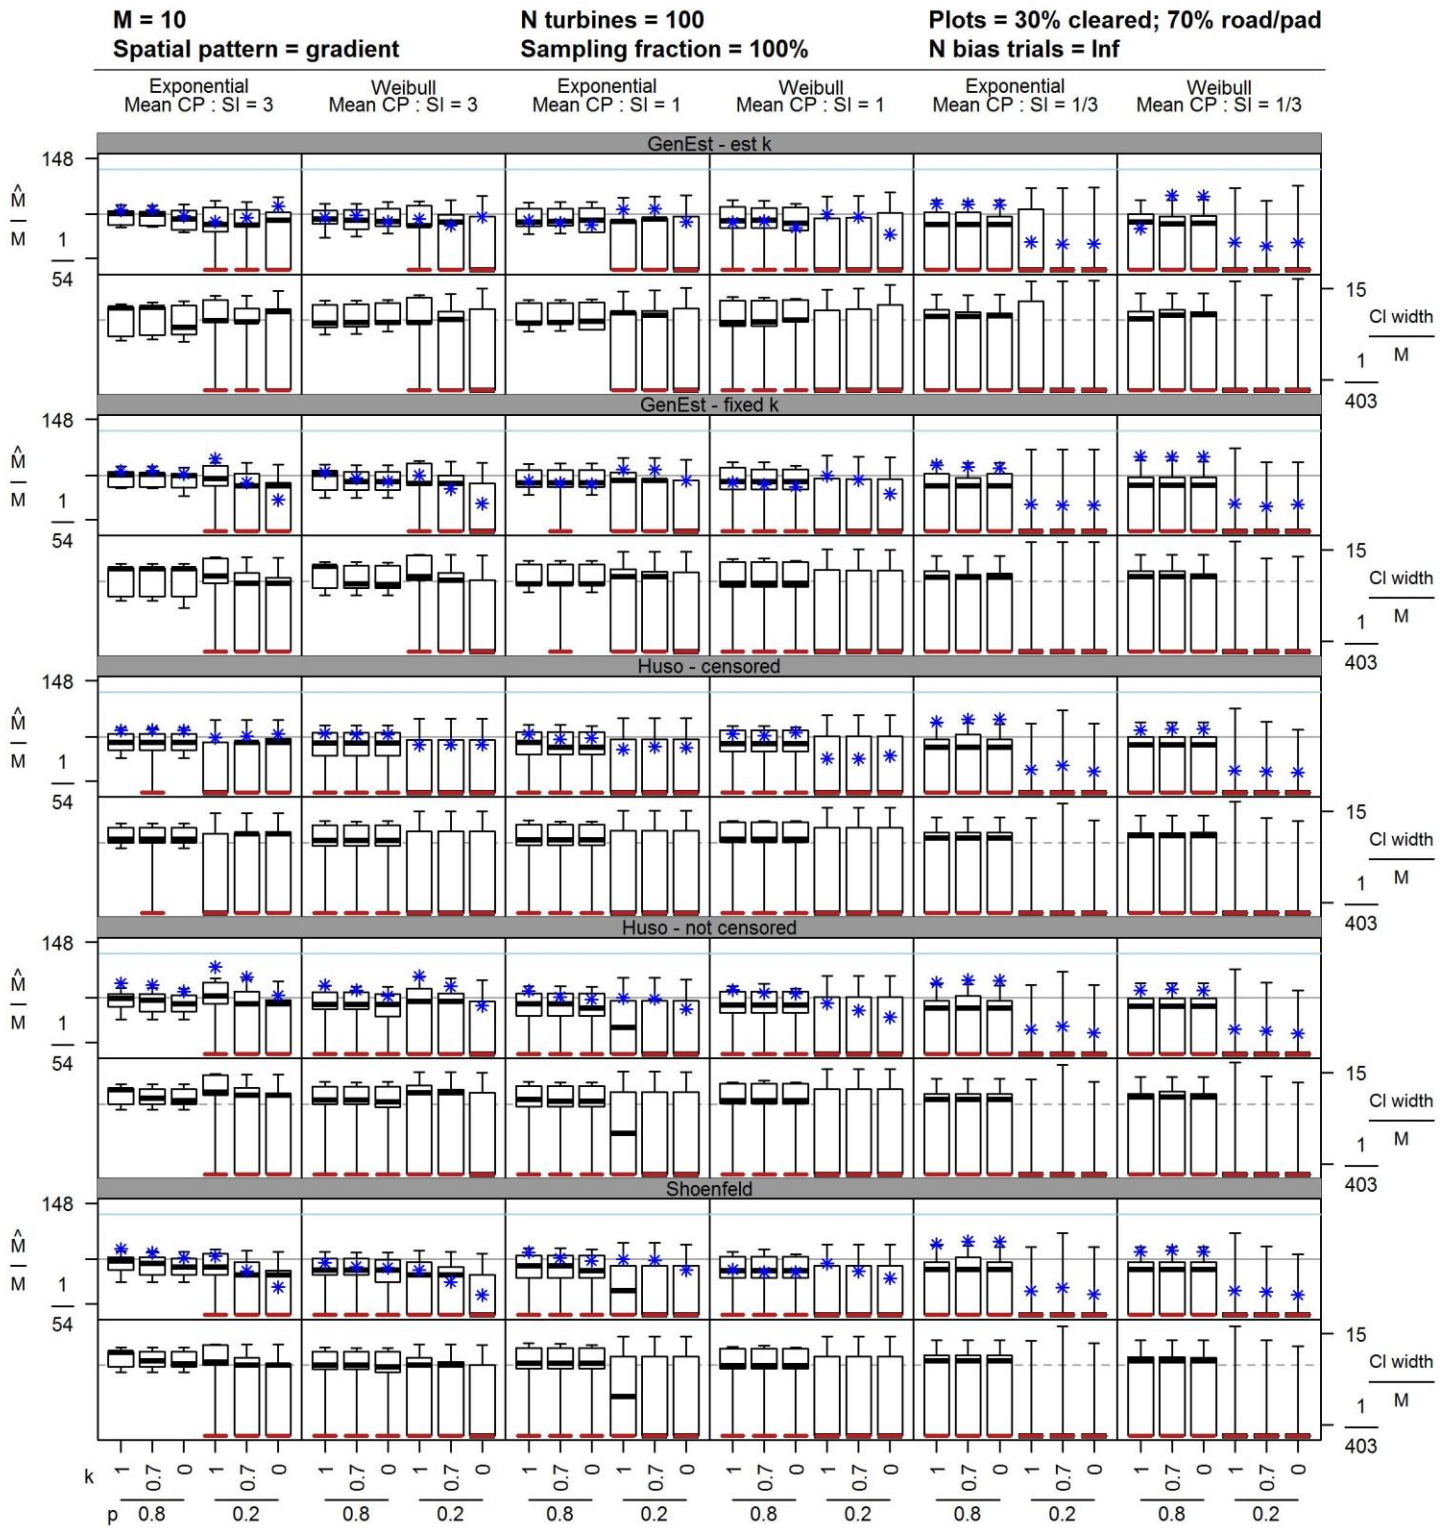 M = 10 N turbines = 100 Plots = 30% cleared; 70% road/pad
Spatial pattern = gradient Sampling fraction = 100% N bias trials = Inf
Exponential Weibull Exponential Weibull Exponential Weibull
Mean CP : SI = 3 Mean CP : SI = 3 Mean CP : SI = 1 Mean CP : SI = 1 Mean CP : SI = 1/3 Mean CP : SI = 1/3
GenEst - est k
148
M̂
M
1
54
15
CI width
M
1
403
GenEst - fixed k
148
M̂
M
1
54
15
CI width
M
1
403
Huso - censored
148
M̂
M
1
54
15
CI width
M
1
403
Huso - not censored
148
M̂
M
1
54
15
CI width
M
1
403
Shoenfeld
148
M̂
M
1
54
15
CI width
M
1
403
k 1 0.7 0 1 0.7 0 1 0.7 0 1 0.7 0 1 0.7 0 1 0.7 0 1 0.7 0 1 0.7 0 1 0.7 0 1 0.7 0 1 0.7 0 1 0.7 0
p 0.8 0.2 0.8 0.2 0.8 0.2 0.8 0.2 0.8 0.2 0.8 0.2